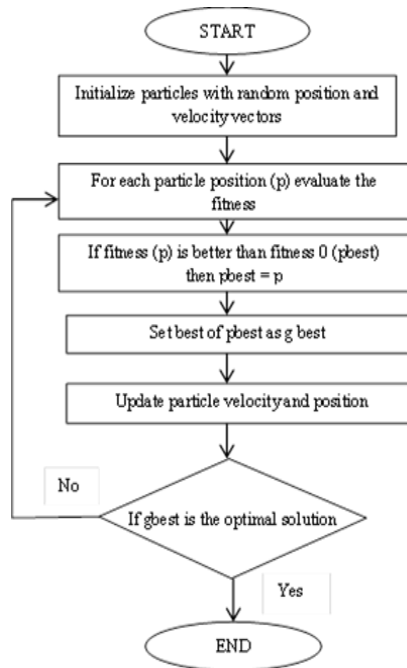 START
Initialize particles with random position and
velocity vectors
For each particle position (p) evaluate the
fitness
If fitness (p) is better than fitness 0 (pbest)
then pbest = p
Set best of pbest as g best
Update particle velocity and position
No
If gbest is the optimal solution
Yes
END